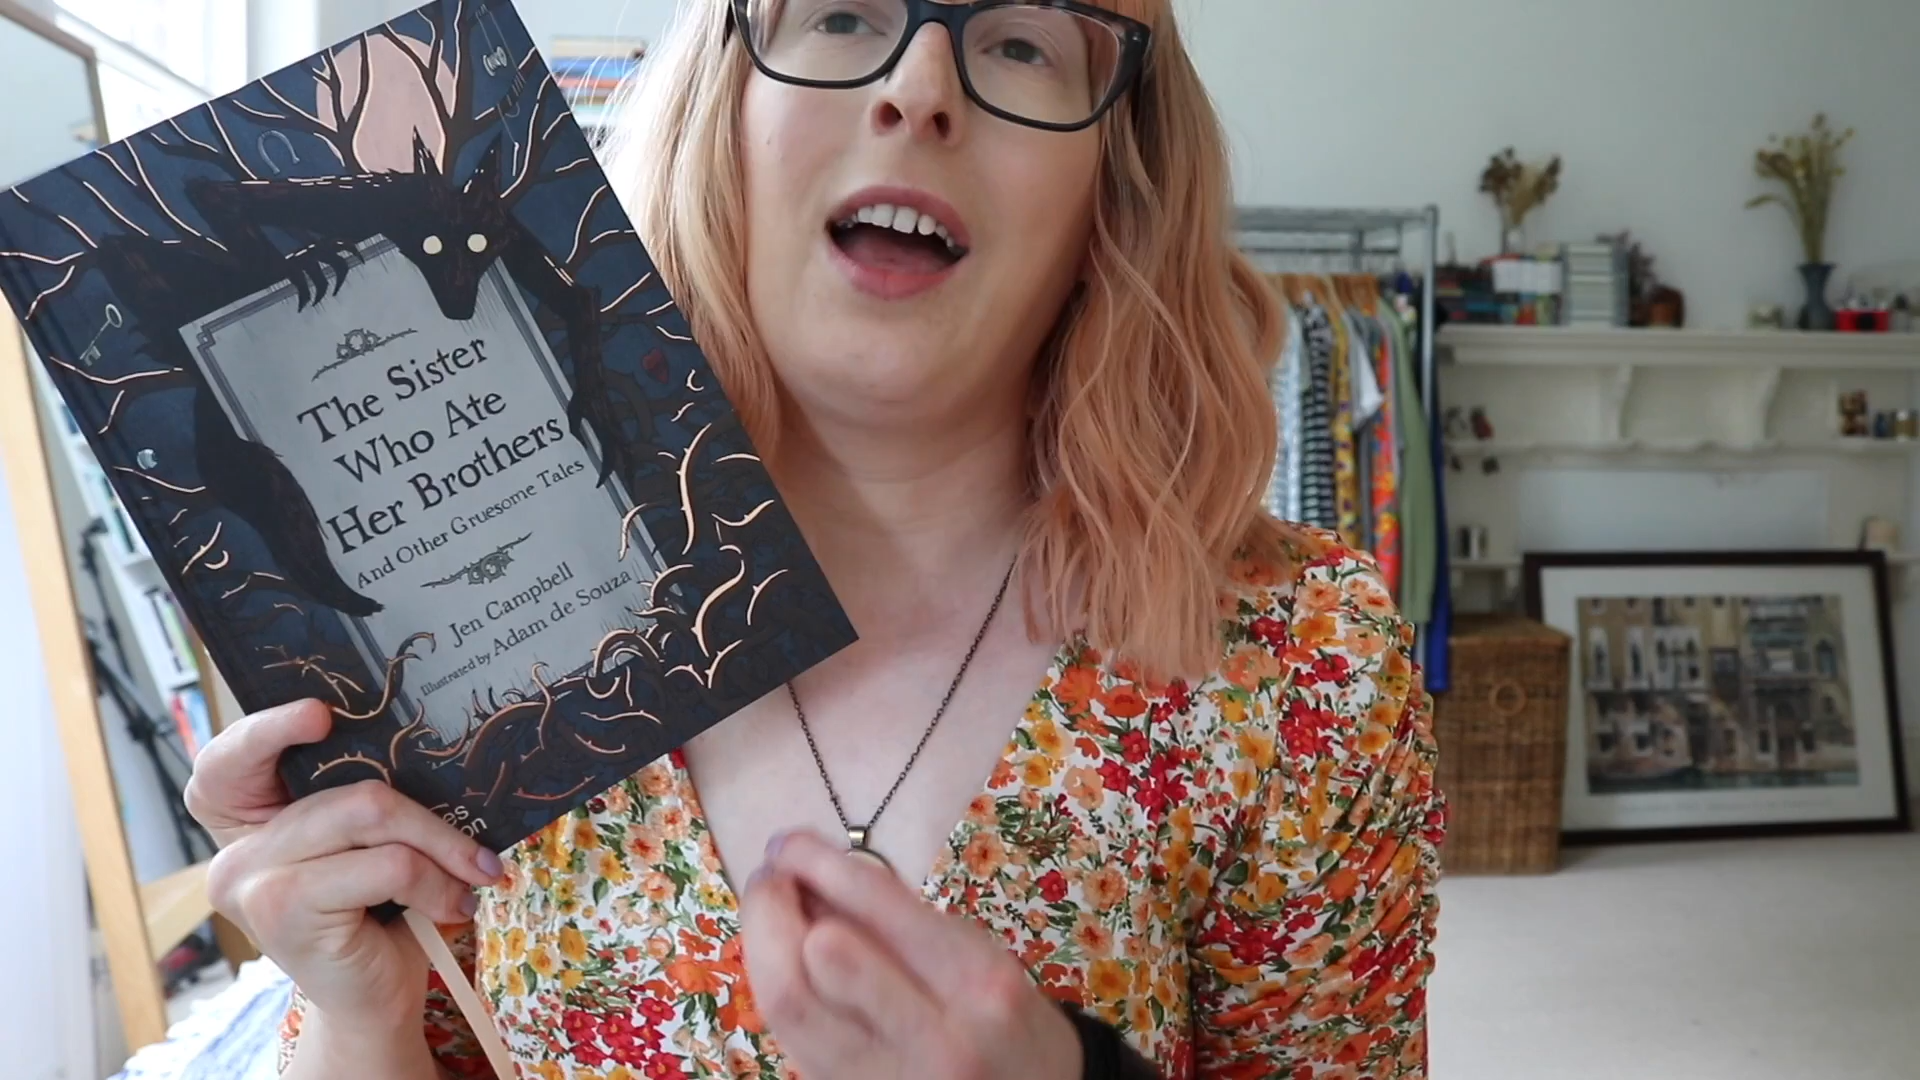 The Sister
Who Ate
Her Brothers
And Other Gruesome Tales
Jen Campbell
Illustrated by Adam de Souza